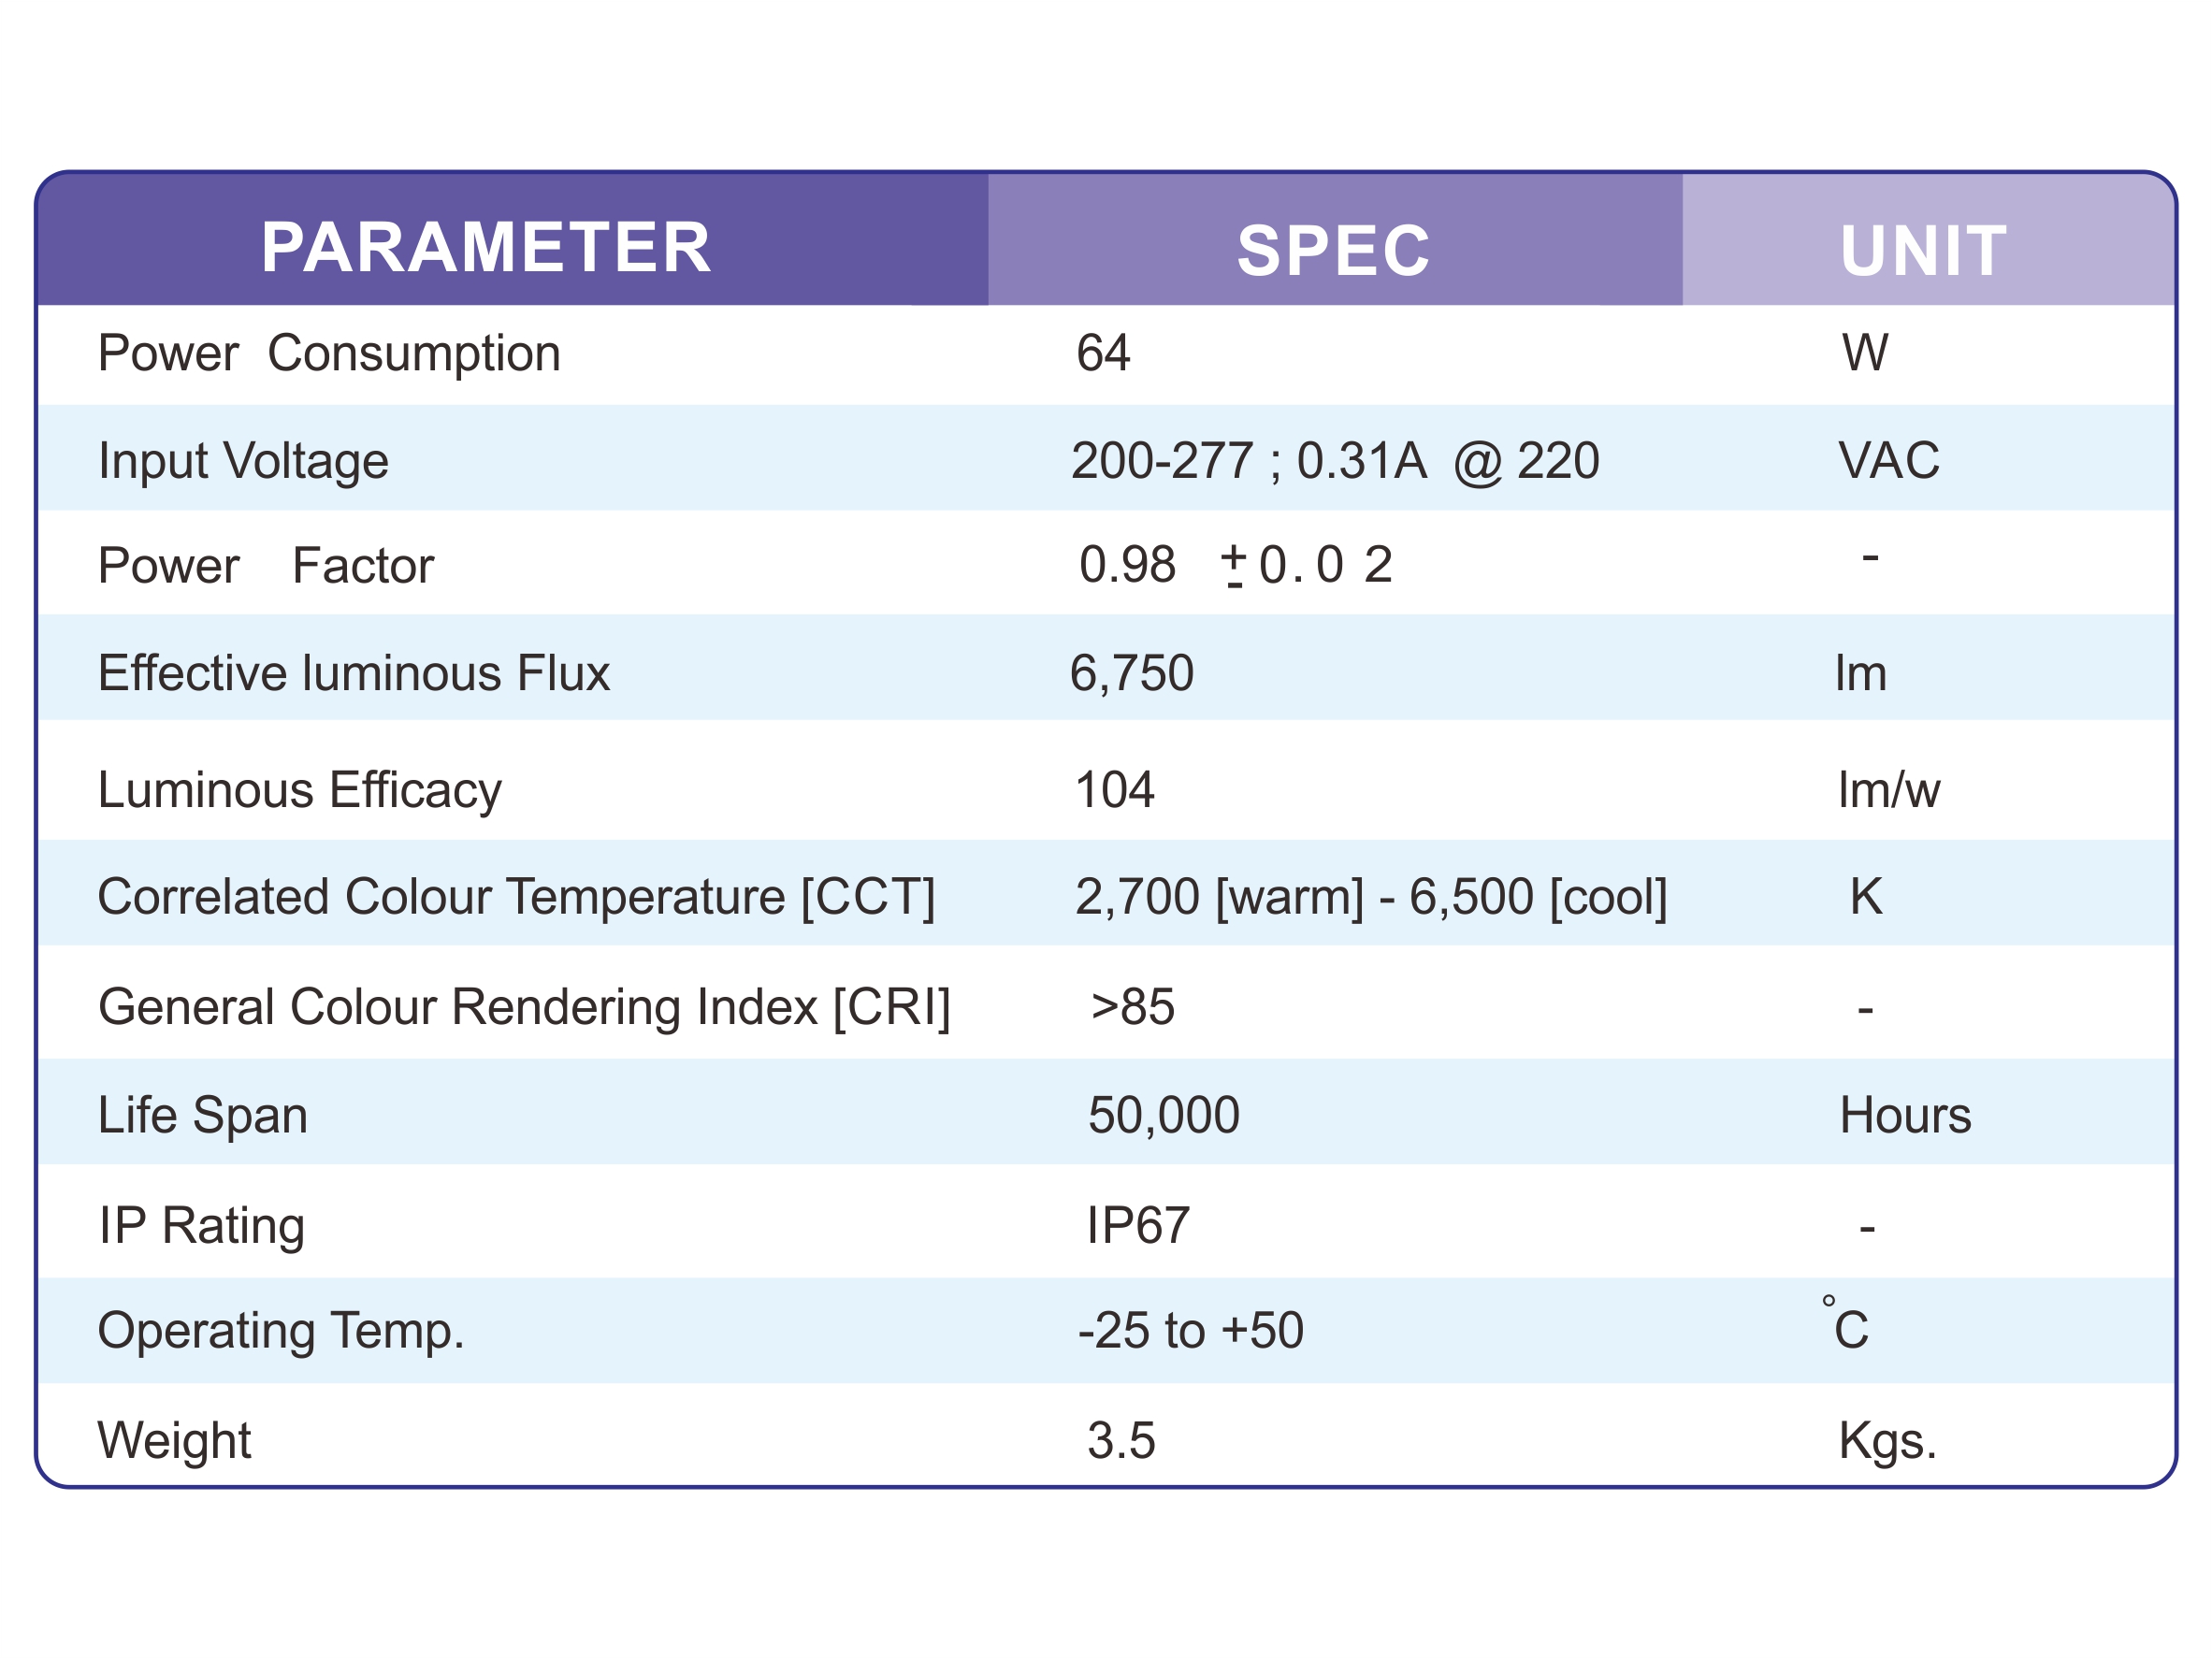 PARAMETER SPEC UNIT
Power Consumption 64 W
Input Voltage 200-277 ; 0.31A @ 220 VAC
Power Factor 0.98 ±0.02 -
Effective luminous Flux 6,750 lm
Luminous Efficacy 104 lm/w
Correlated Colour Temperature [CCT] 2,700 [warm] - 6,500 [cool] K
General Colour Rendering Index [CRI] >85 -
Life Span 50,000 Hours
IP Rating IP67 -
Operating Temp. -25 to +50 °C
Weight 3.5 Kgs.